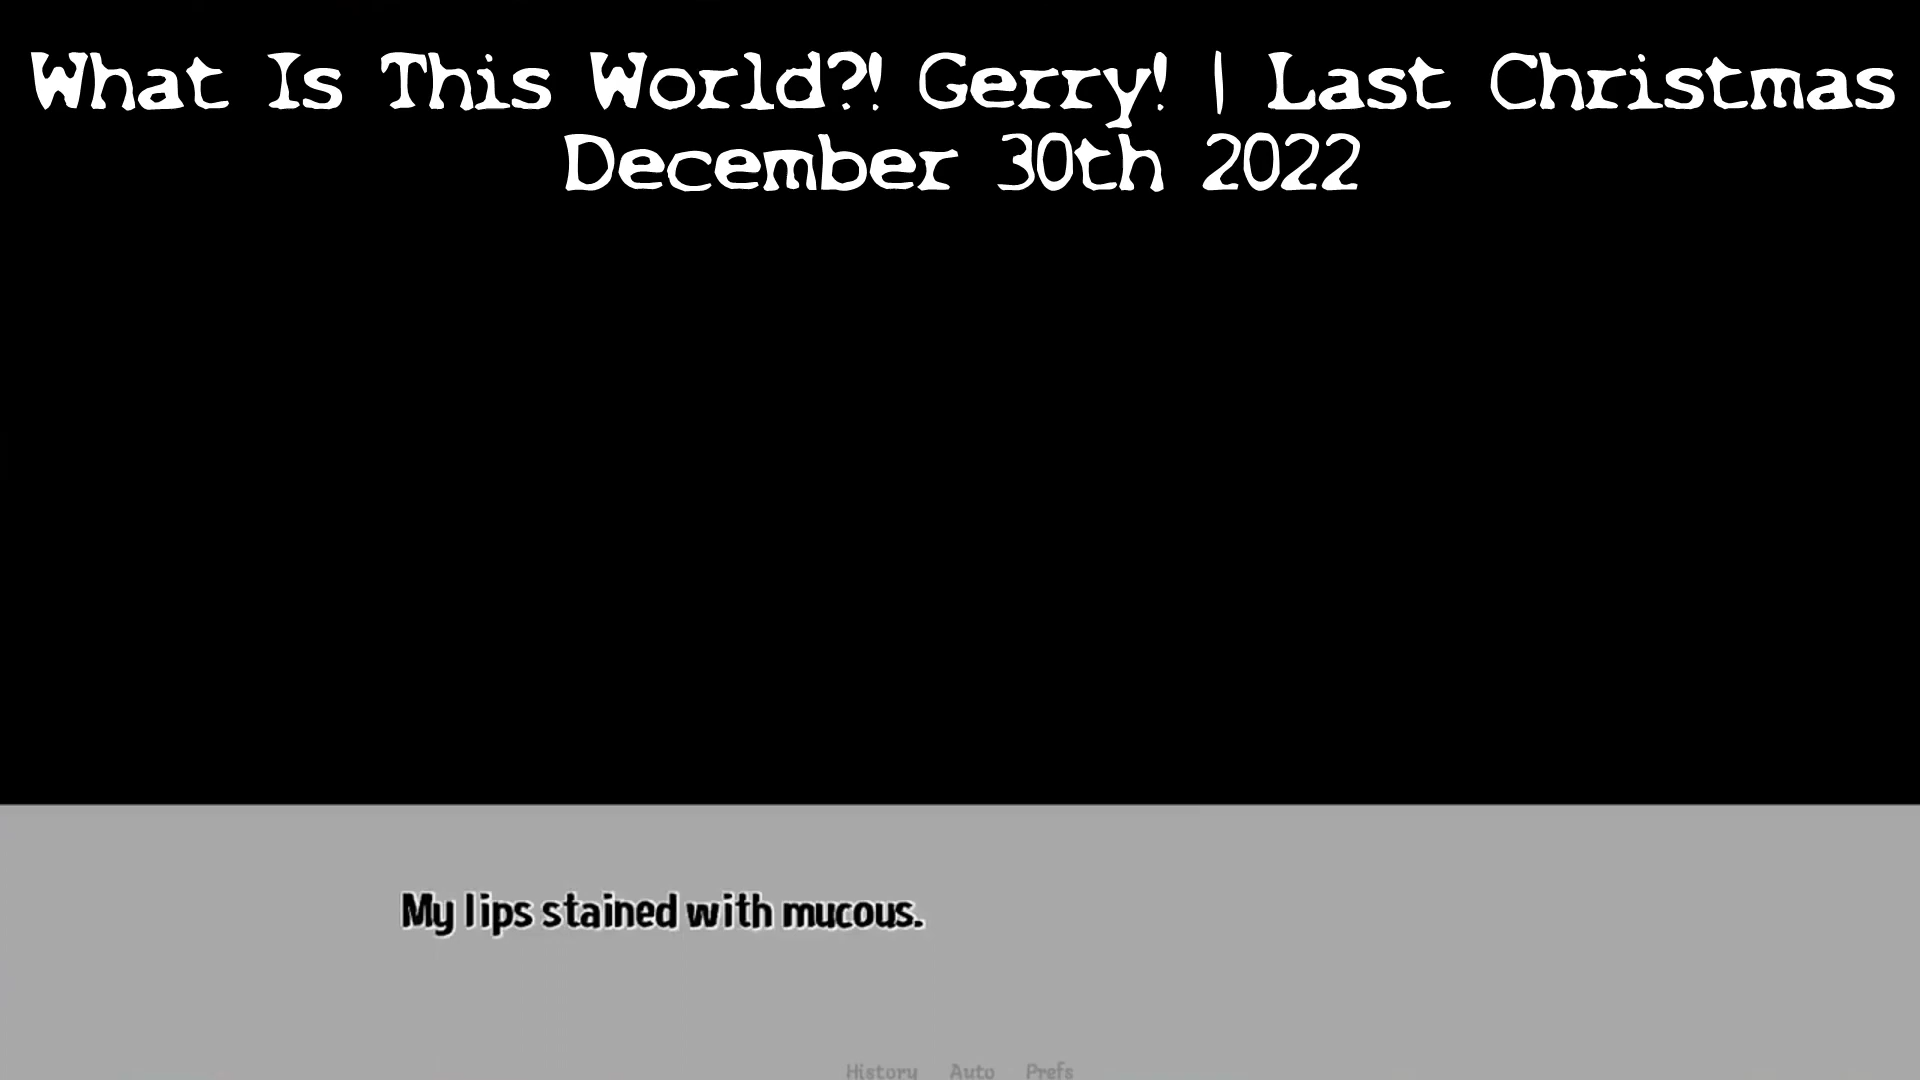 What Is This World?! Gerry! | Last Christmas
December 30th 2022
My lips stained with mucous.
History Auto Prefs